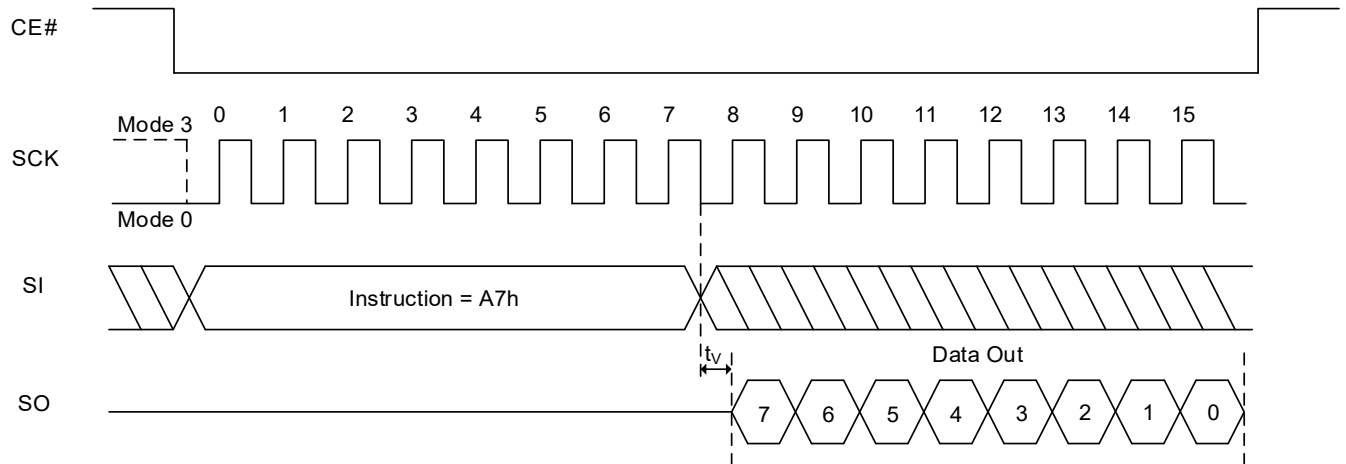 CE#
0 1 2 3 4 5 6 7 8 9 10 11 12 13 14 15
Mode 3
SCK
Mode 0
SI
Instruction = A7h
tV
Data Out
SO
7 6 5 4 3 2 1 0